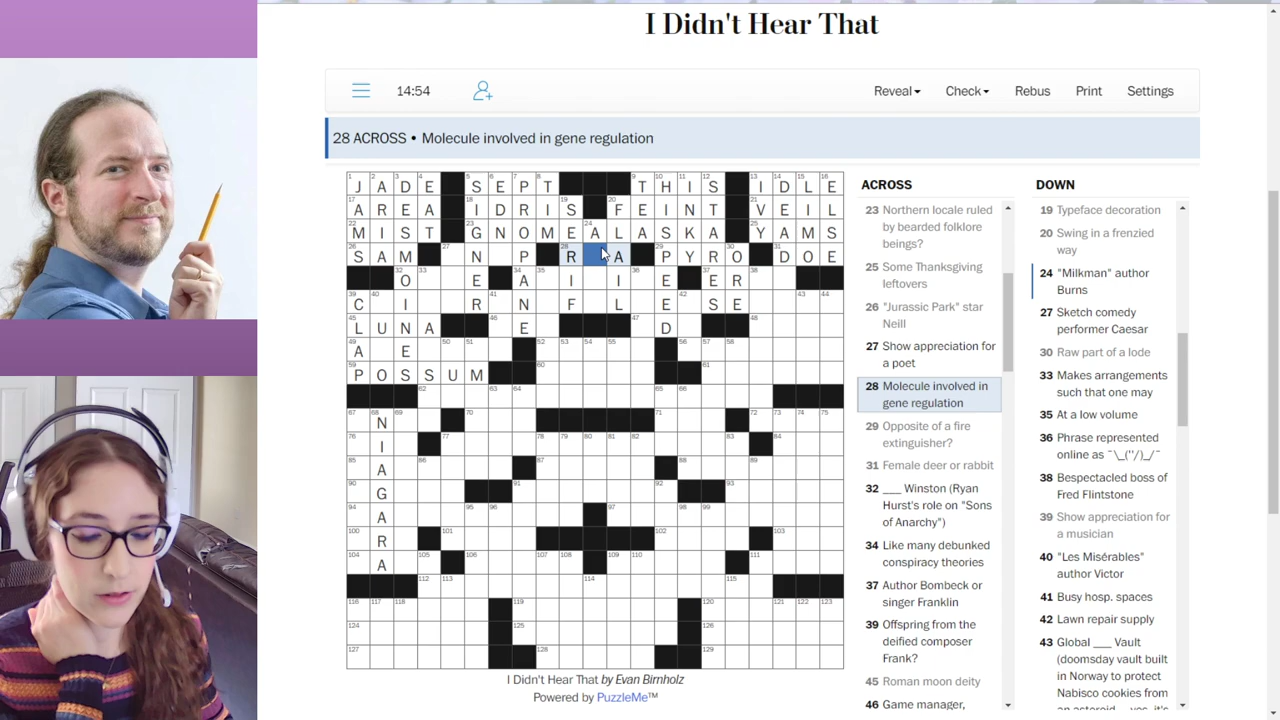 I Didn't Hear That
14:54 Reveal Check Rebus Print Settings
28 ACROSS • Molecule involved in gene regulation
J A D E S E P T T H I S I D L E
A R E A I D R I S F E I N T V E I L
M I S T G N O M E A L A S K A Y A M S
S A M N P R A P Y R O D O E
O E A I I E E R
C I R N F L E S E
L U N A E D
A E
P O S S U M
N
I
A
G
A
R
A
I Didn't Hear That by Evan Birnholz
Powered by PuzzleMe™
ACROSS
23 Northern locale ruled
by bearded folklore
beings?
25 Some Thanksgiving
leftovers
26 "Jurassic Park" star
Neill
27 Show appreciation for
a poet
28 Molecule involved in
gene regulation
29 Opposite of a fire
extinguisher?
31 Female deer or rabbit
32 ___ Winston (Ryan
Hurst's role on "Sons
of Anarchy")
34 Like many debunked
conspiracy theories
37 Author Bombeck or
singer Franklin
39 Offspring from the
deified composer
Frank?
45 Roman moon deity
46 Game manager,
DOWN
19 Typeface decoration
20 Swing in a frenzied
way
24 "Milkman" author
Burns
27 Sketch comedy
performer Caesar
30 Raw part of a lode
33 Makes arrangements
such that one may
35 At a low volume
36 Phrase represented
online as ¯\_(''/)_/¯
38 Bespectacled boss of
Fred Flintstone
39 Show appreciation for
a musician
40 "Les Misérables"
author Victor
41 Busy hosp. spaces
42 Lawn repair supply
43 Global ___ Vault
(doomsday vault built
in Norway to protect
Nabisco cookies from
an asteroid — yes, it's